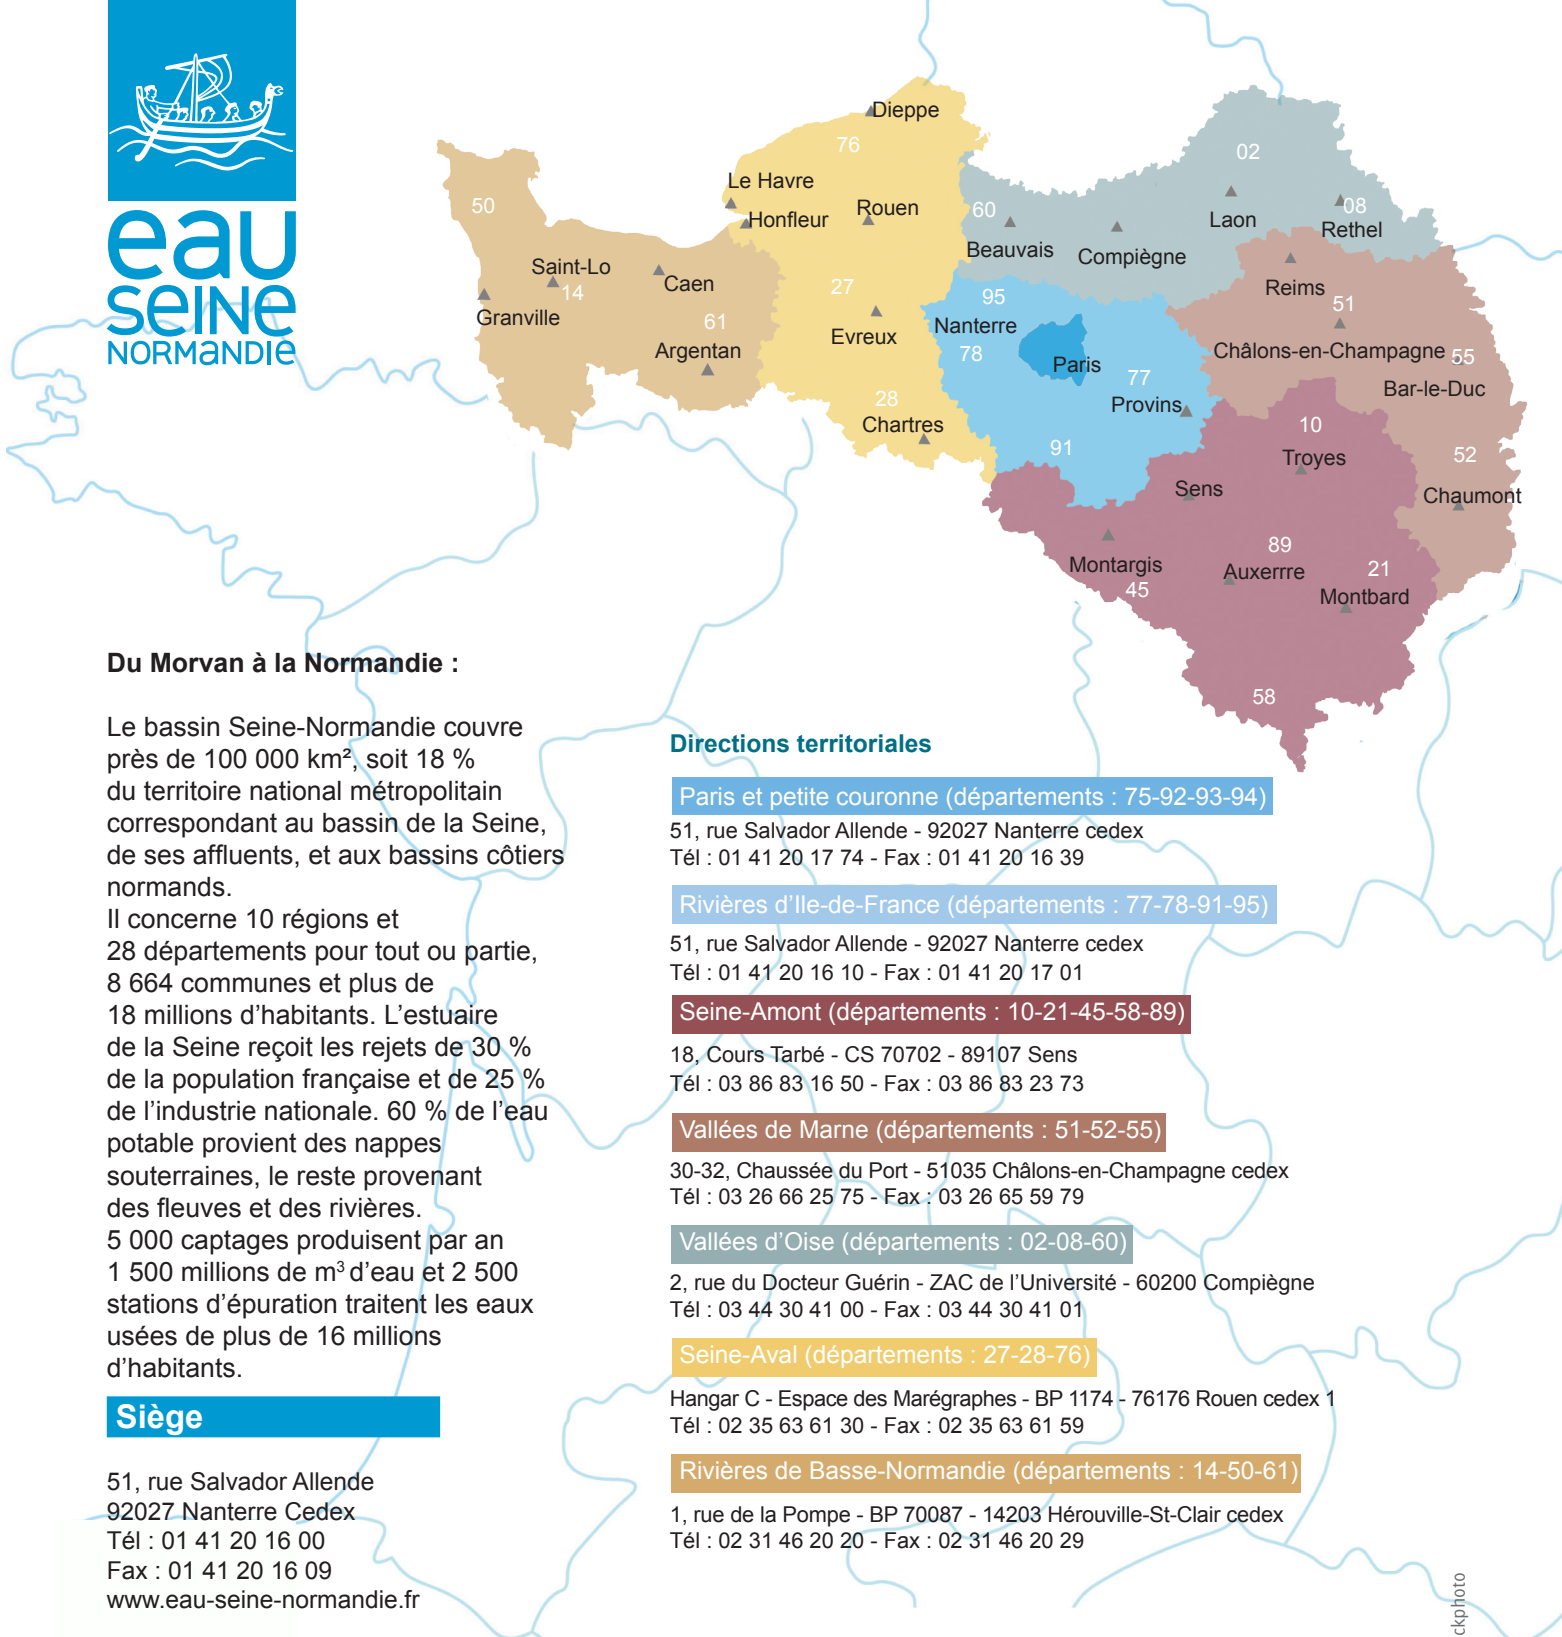 eau
SEINE
NORMANDIE
Dieppe
76
02
Le Havre
50
Rouen
60
08
Honfleur
Laon
Rethel
Beauvais
Compiègne
Saint-Lo
Caen
14
27
95
Reims
51
Granville
61
Nanterre
Evreux
Argentan
78
Châlons-en-Champagne
55
Paris
77
Bar-le-Duc
28
Provins
Chartres
10
91
Troyes
52
Sens
Chaumont
89
Montargis
Auxerrre
21
45
Montbard
58
Du Morvan à la Normandie :
Le bassin Seine-Normandie couvre
près de 100 000 km², soit 18 %
du territoire national métropolitain
correspondant au bassin de la Seine,
de ses affluents, et aux bassins côtiers
normands.
Il concerne 10 régions et
28 départements pour tout ou partie,
8 664 communes et plus de
18 millions d’habitants. L’estuaire
de la Seine reçoit les rejets de 30 %
de la population française et de 25 %
de l’industrie nationale. 60 % de l’eau
potable provient des nappes
souterraines, le reste provenant
des fleuves et des rivières.
5 000 captages produisent par an
1 500 millions de m³ d’eau et 2 500
stations d’épuration traitent les eaux
usées de plus de 16 millions
d’habitants.
Siège
51, rue Salvador Allende
92027 Nanterre Cedex
Tél : 01 41 20 16 00
Fax : 01 41 20 16 09
www.eau-seine-normandie.fr
Directions territoriales
Paris et petite couronne (départements : 75-92-93-94)
51, rue Salvador Allende - 92027 Nanterre cedex
Tél : 01 41 20 17 74 - Fax : 01 41 20 16 39
Rivières d’Ile-de-France (départements : 77-78-91-95)
51, rue Salvador Allende - 92027 Nanterre cedex
Tél : 01 41 20 16 10 - Fax : 01 41 20 17 01
Seine-Amont (départements : 10-21-45-58-89)
18, Cours Tarbé - CS 70702 - 89107 Sens
Tél : 03 86 83 16 50 - Fax : 03 86 83 23 73
Vallées de Marne (départements : 51-52-55)
30-32, Chaussée du Port - 51035 Châlons-en-Champagne cedex
Tél : 03 26 66 25 75 - Fax : 03 26 65 59 79
Vallées d’Oise (départements : 02-08-60)
2, rue du Docteur Guérin - ZAC de l’Université - 60200 Compiègne
Tél : 03 44 30 41 00 - Fax : 03 44 30 41 01
Seine-Aval (départements : 27-28-76)
Hangar C - Espace des Marégraphes - BP 1174 - 76176 Rouen cedex 1
Tél : 02 35 63 61 30 - Fax : 02 35 63 61 59
Rivières de Basse-Normandie (départements : 14-50-61)
1, rue de la Pompe - BP 70087 - 14203 Hérouville-St-Clair cedex
Tél : 02 31 46 20 20 - Fax : 02 31 46 20 29
ckphoto